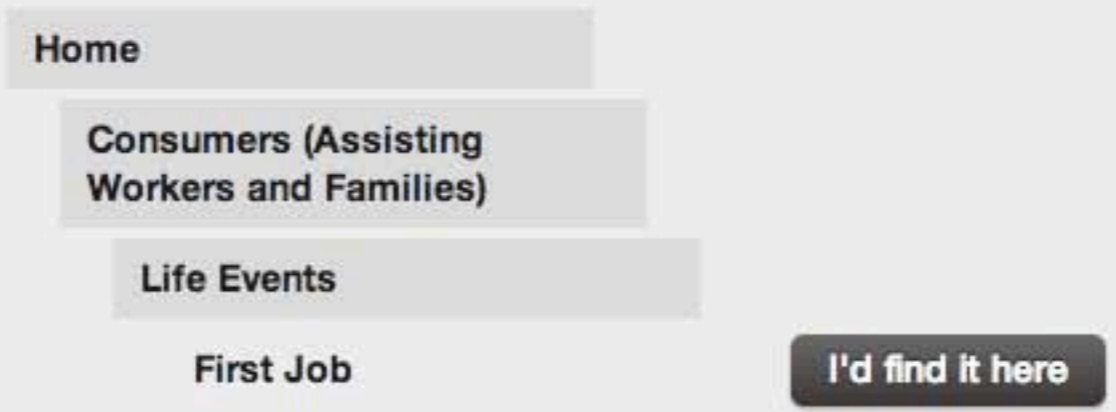 Home
Consumers (Assisting
Workers and Families)
Life Events
First Job
I'd find it here